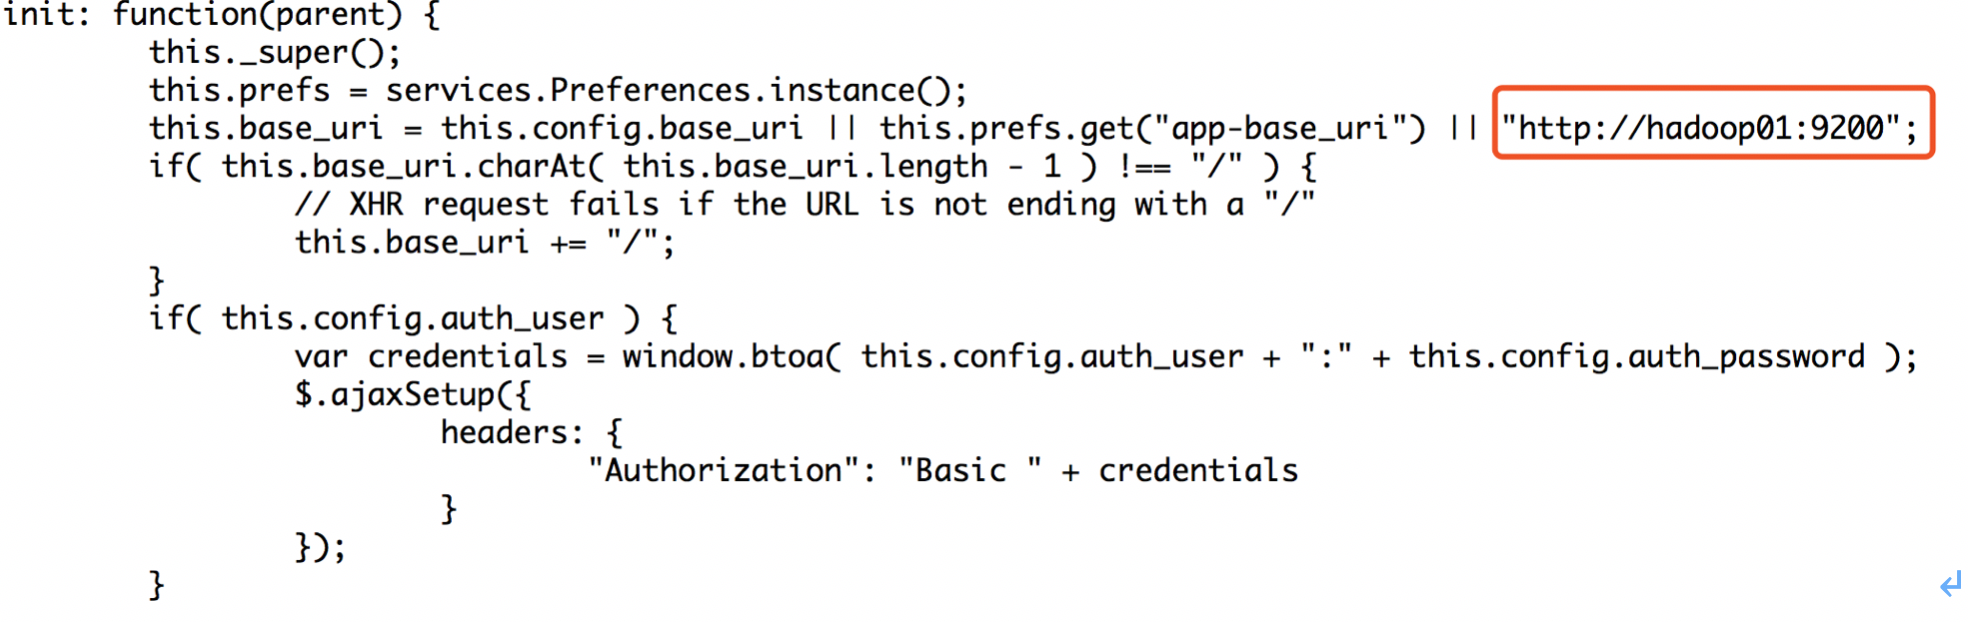 init: function(parent) {
this._super();
this.prefs = services.Preferences.instance();
this.base_uri = this.config.base_uri || this.prefs.get("app-base_uri") || "http://hadoop01:9200";
if( this.base_uri.charAt( this.base_uri.length - 1 ) !== "/" ) {
// XHR request fails if the URL is not ending with a "/"
this.base_uri += "/";
}
if( this.config.auth_user ) {
var credentials = window.btoa( this.config.auth_user + ":" + this.config.auth_password );
$.ajaxSetup({
headers: {
"Authorization": "Basic " + credentials
}
});
}